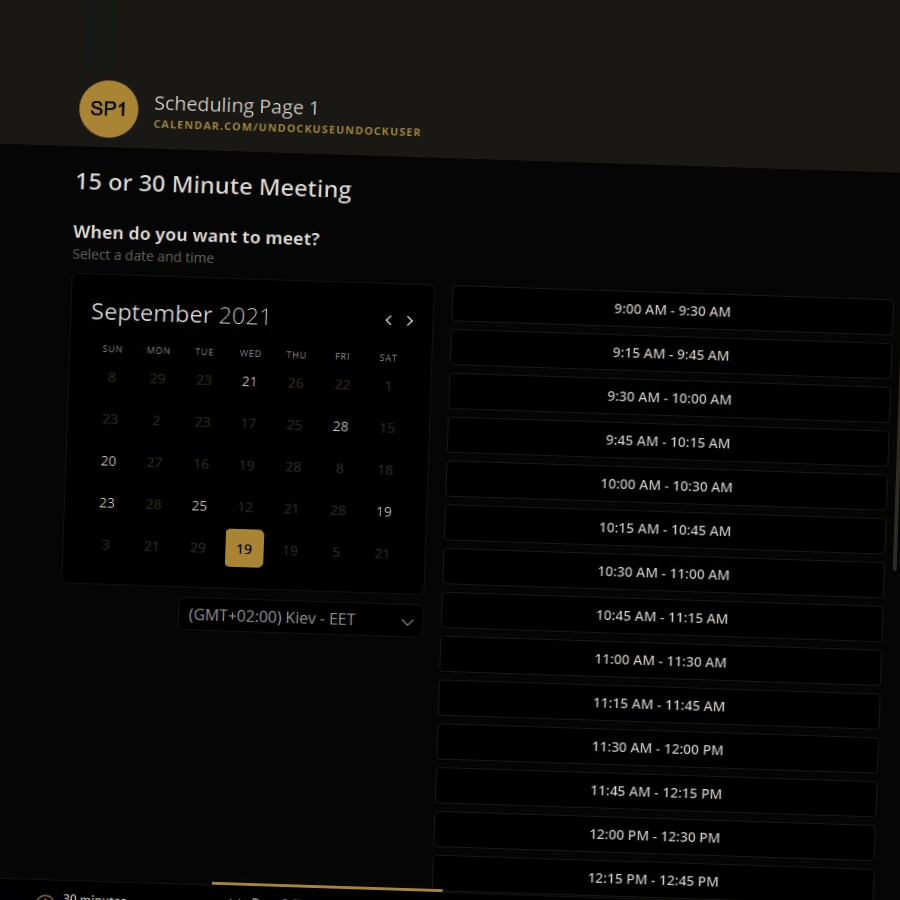 SP1
Scheduling Page 1
CALENDAR.COM/UNDOCKUSEUNDOCKUSER
15 or 30 Minute Meeting
When do you want to meet?
Select a date and time
September 2021
SUN MON TUE WED THU FRI SAT
8 29 23 21 26 22 1
23 2 23 17 25 28 15
20 27 16 19 28 8 18
23 28 25 12 21 28 19
3 21 29 19 19 5 21
(GMT+02:00) Kiev - EET
9:00 AM - 9:30 AM
9:15 AM - 9:45 AM
9:30 AM - 10:00 AM
9:45 AM - 10:15 AM
10:00 AM - 10:30 AM
10:15 AM - 10:45 AM
10:30 AM - 11:00 AM
10:45 AM - 11:15 AM
11:00 AM - 11:30 AM
11:15 AM - 11:45 AM
11:30 AM - 12:00 PM
11:45 AM - 12:15 PM
12:00 PM - 12:30 PM
12:15 PM - 12:45 PM
30 minutes